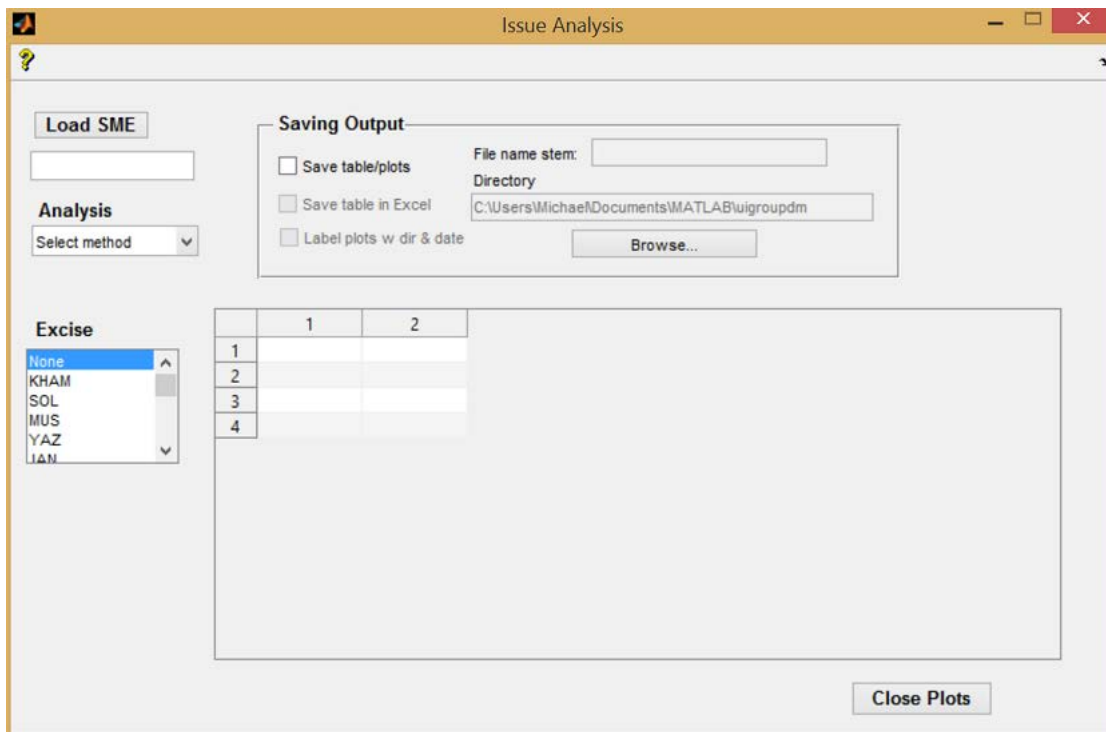 Issue Analysis
Load SME
Saving Output
Save table/plots
File name stem:
Directory
Save table in Excel
C:\Users\Michael\Documents\MATLAB\uigroupdm
Label plots w dir & date
Browse...
Analysis
Select method
Excise
None
KHAM
SOL
MUS
YAZ
JAN
1 2
1
2
3
4
Close Plots